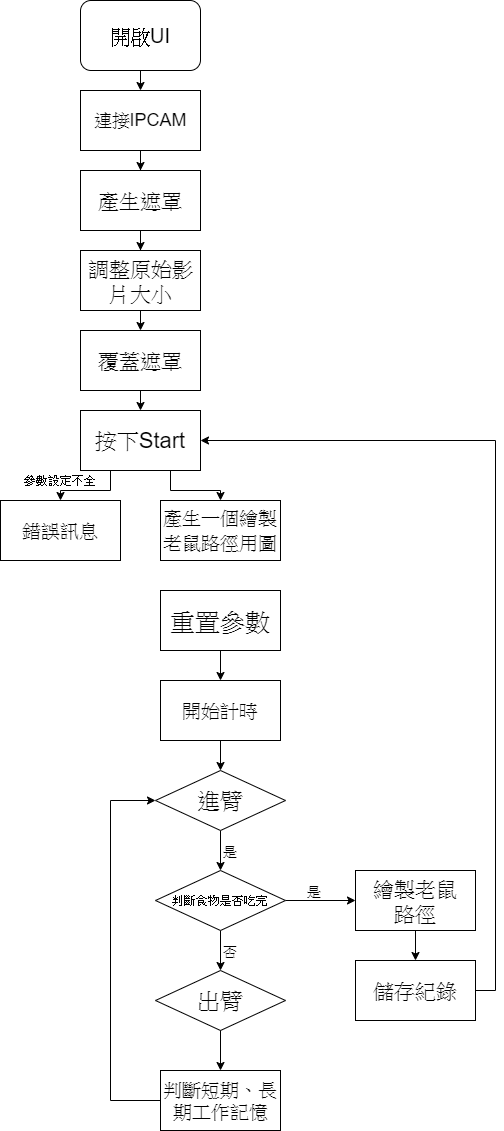 開啟UI
連接IPCAM
產生遮罩
調整原始影
片大小
覆蓋遮罩
按下Start
參數設定不全
錯誤訊息
產生一個繪製
老鼠路徑用圖
重置參數
開始計時
進臂
是
判斷食物是否吃完
是
繪製老鼠
路徑
否
出臂
儲存紀錄
判斷短期、長
期工作記憶